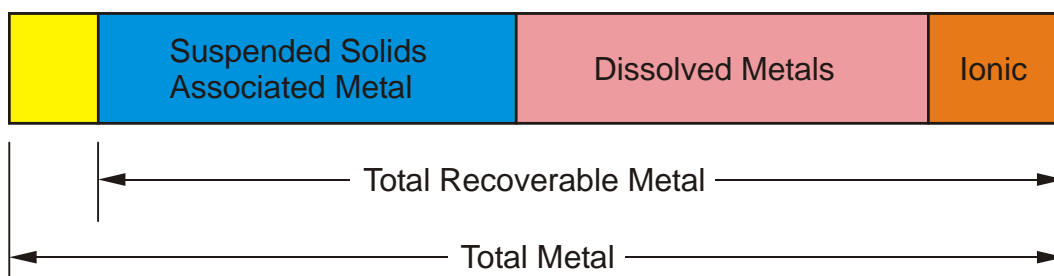 Suspended Solids
Associated Metal
Dissolved Metals
Ionic
Total Recoverable Metal
Total Metal